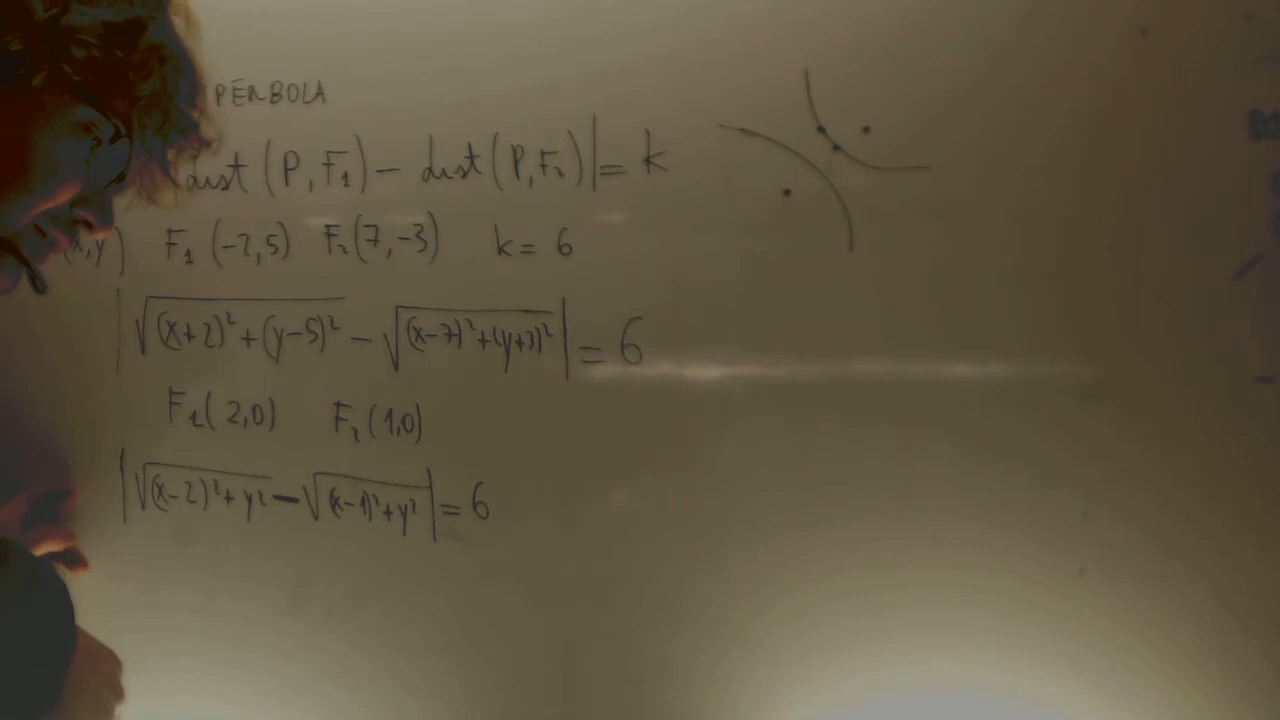 PERBOLA
dist (P, F₁) - dist (P, F₂)| = k
(x,y) F₁ (-2,5) F₂ (7,-3) k = 6
|√((x+2)²+(y-5)²) - √((x-7)²+(y+3)²)| = 6
F₁(2,0) F₂(1,0)
|√((x-2)²+y²) - √((x-1)²+y²)| = 6